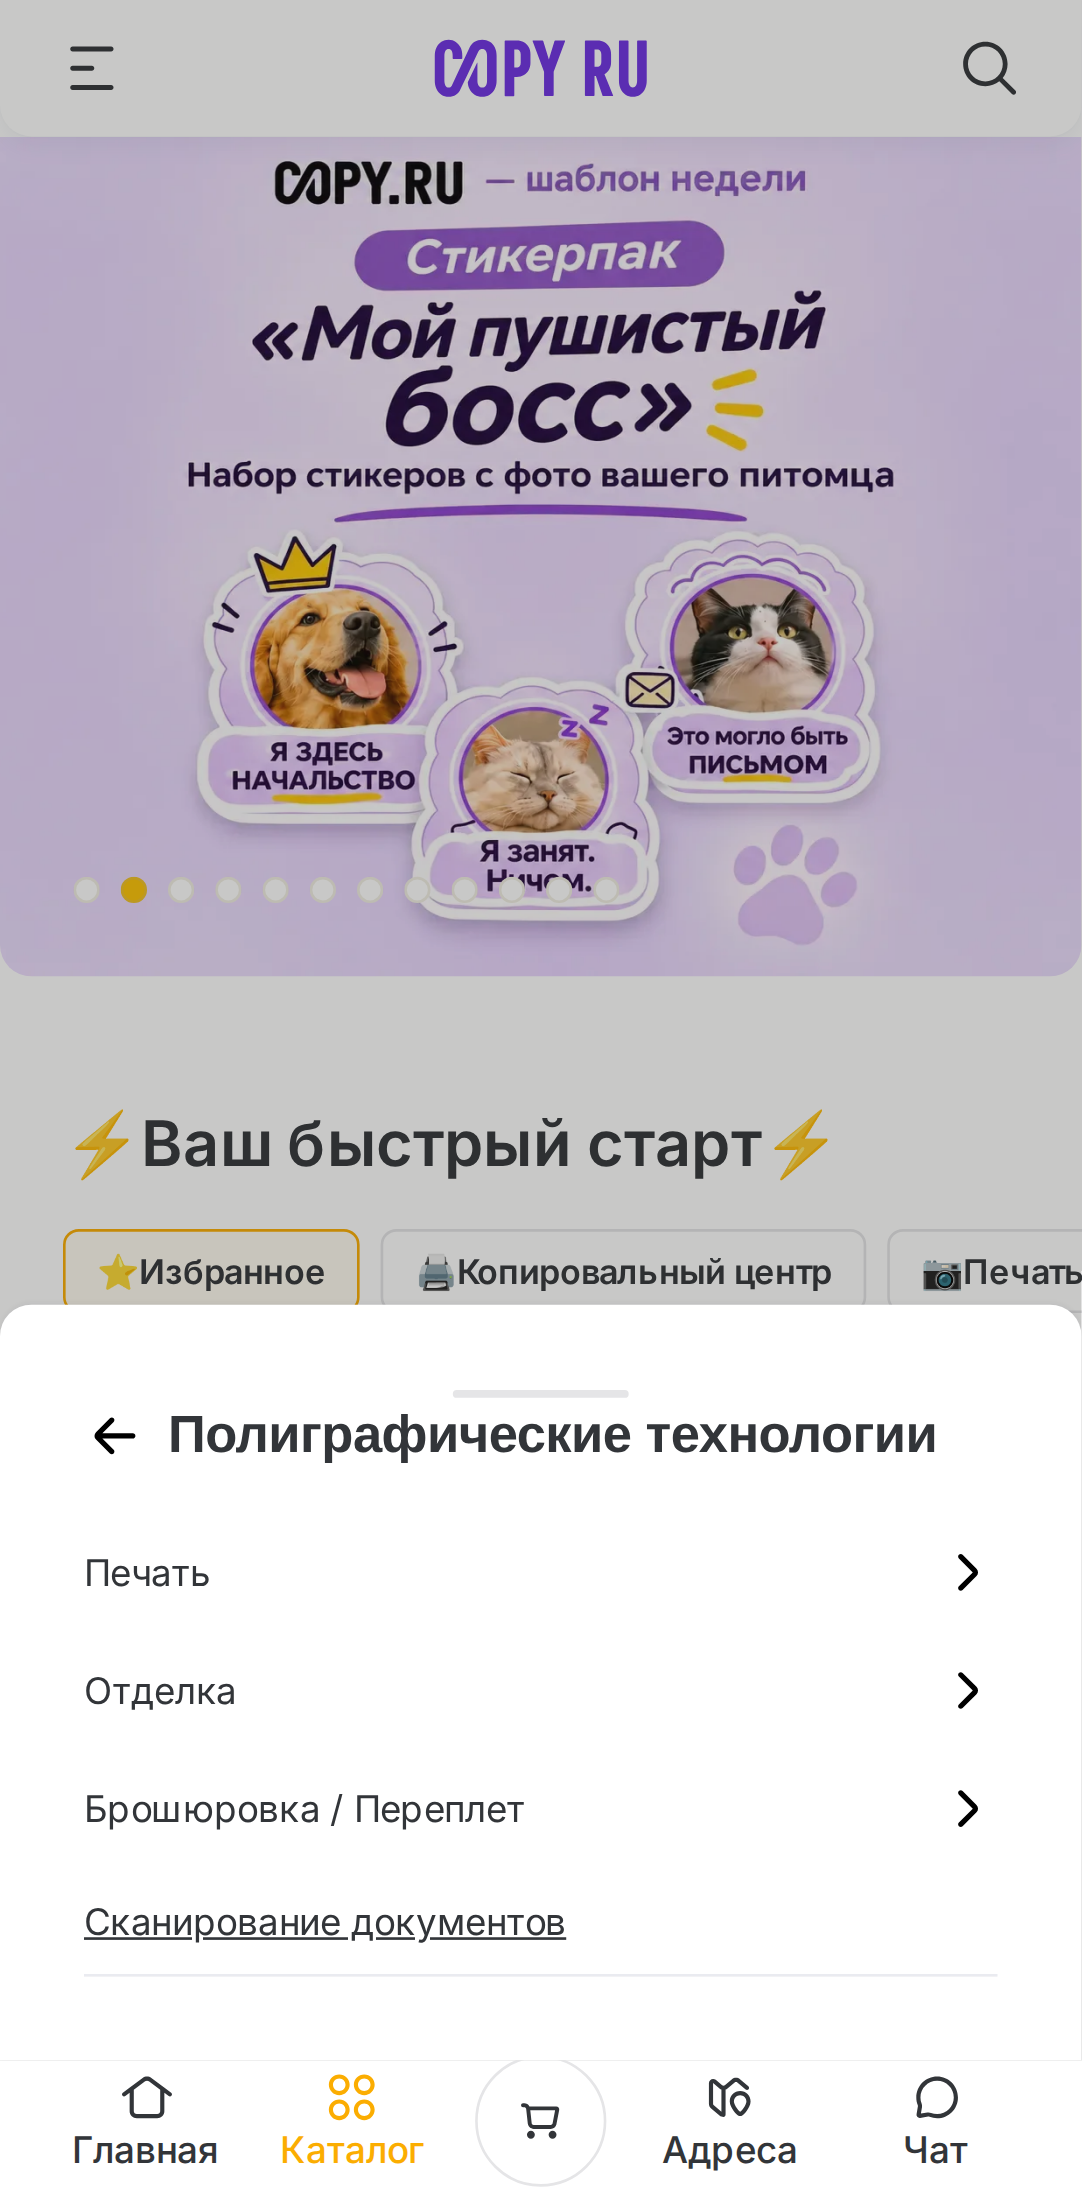 COPY RU
COPY.RU — шаблон недели
Стикерпак
«Мой пушистый
босс»
Набор стикеров с фото вашего питомца
Я ЗДЕСЬ
НАЧАЛЬСТВО
z z
Это могло быть
ПИСЬМОМ
Я занят.
Ничем.
⚡Ваш быстрый старт⚡
⭐Избранное
🖨️Копировальный центр
📷Печать
Полиграфические технологии
Печать
Отделка
Брошюровка / Переплет
Сканирование документов
Главная
Каталог
Адреса
Чат